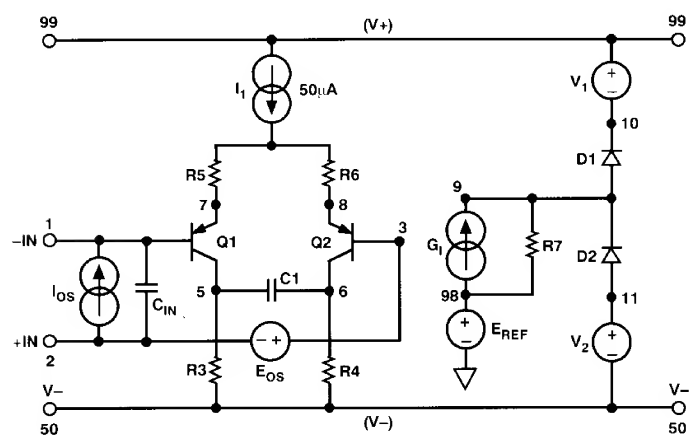 99 (V+) 99
I1 50μA
V1
10
R5 R6
D1
7 8
9
1 3
–IN Q1 Q2
GI R7
D2
IOS CIN
5 C1 6
98 11
+IN EREF V2
2 – + EOS
R3 R4
V– V–
50 (V–) 50